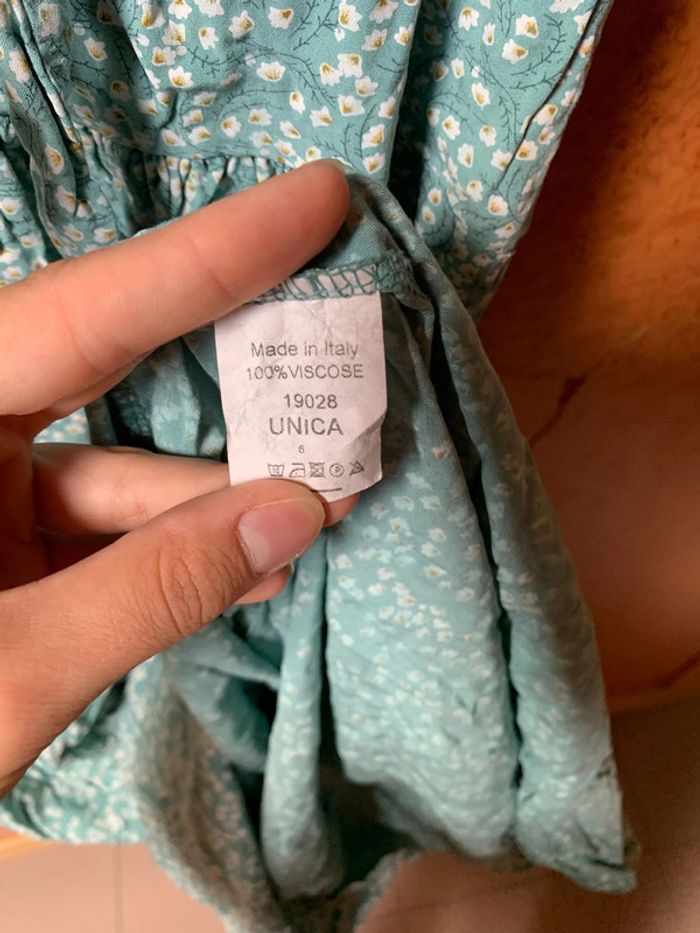 Made in Italy
100%VISCOSE
19028
UNICA
6